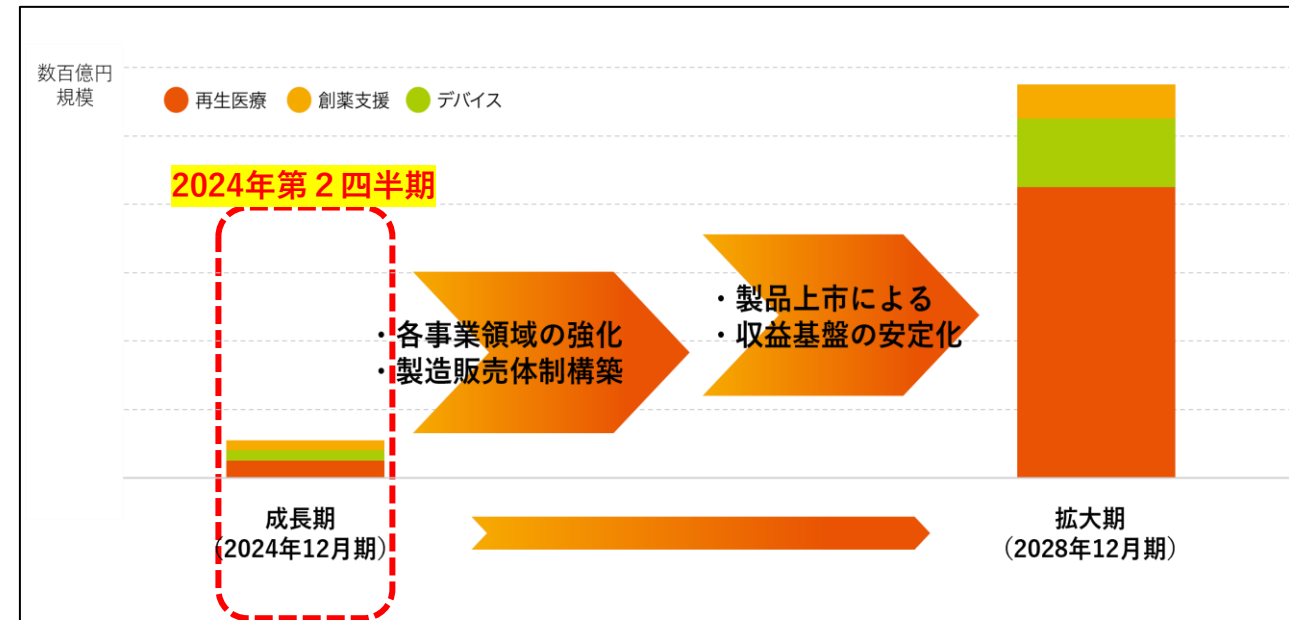 数百億円
規模
再生医療 創薬支援 デバイス
2024年第２四半期
・各事業領域の強化
・製造販売体制構築
・製品上市による
・収益基盤の安定化
成長期
（2024年12月期）
拡大期
（2028年12月期）